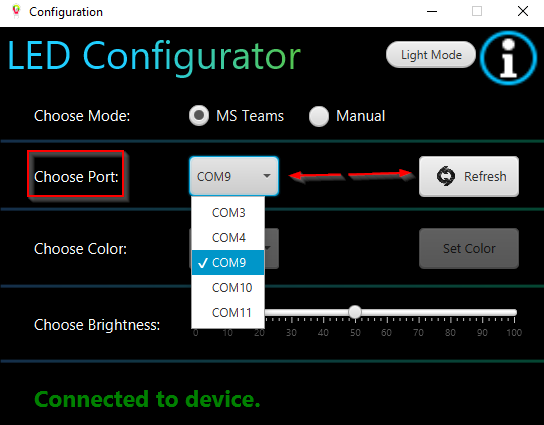 Configuration
LED Configurator
Light Mode
Choose Mode: MS Teams Manual
Choose Port: COM9 Refresh
COM3
COM4
Choose Color: Set Color
COM9
COM10
COM11
Choose Brightness:
0 20 30 40 50 60 70 80 90 100
Connected to device.